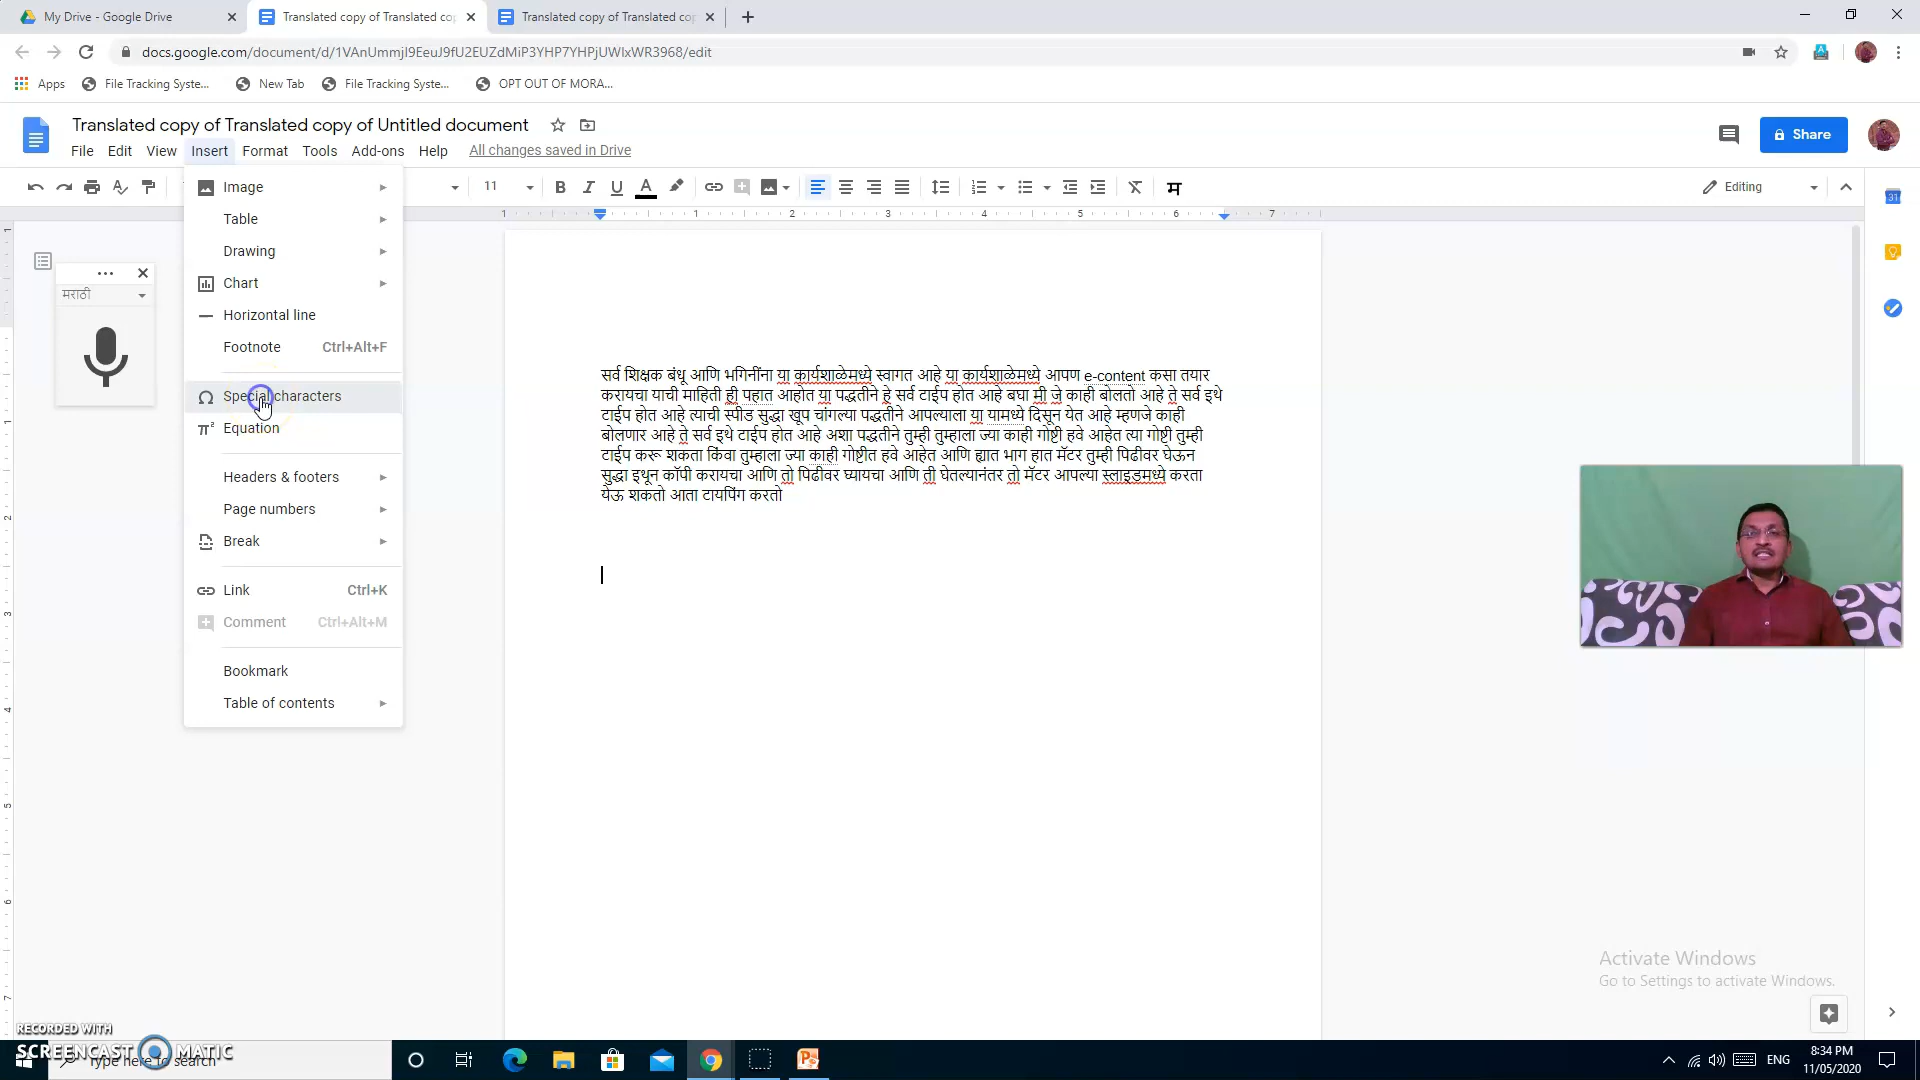 My Drive - Google Drive
Translated copy of Translated cop
Translated copy of Translated cop
docs.google.com/document/d/1VAnUmmjI9EeuJ9fU2EUZdMiP3YHP7YHPjUWlxWR3968/edit
Apps
File Tracking Syste...
New Tab
File Tracking Syste...
OPT OUT OF MORA...
Translated copy of Translated copy of Untitled document
Share
File Edit View Insert Format Tools Add-ons Help All changes saved in Drive
11
Editing
Image
Table
Drawing
Chart
Horizontal line
Footnote Ctrl+Alt+F
Special characters
Equation
Headers & footers
Page numbers
Break
Link Ctrl+K
Comment Ctrl+Alt+M
Bookmark
Table of contents
मराठी
सर्व शिक्षक बंधू आणि भगिनींना या कार्यशाळेमध्ये स्वागत आहे या कार्यशाळेमध्ये आपण e-content कसा तयार
करायचा याची माहिती ही पहात आहोत या पद्धतीने हे सर्व टाईप होत आहे बघा मी जे काही बोलतो आहे ते सर्व इथे
टाईप होत आहे त्याची स्पीड सुद्धा खूप चांगल्या पद्धतीने आपल्याला या यामध्ये दिसून येत आहे म्हणजे काही
बोलणार आहे ते सर्व इथे टाईप होत आहे अशा पद्धतीने तुम्ही तुम्हाला ज्या काही गोष्टी हवे आहेत त्या गोष्टी तुम्ही
टाईप करू शकता किंवा तुम्हाला ज्या काही गोष्टीत हवे आहेत आणि ह्यात भाग हात मॅटर तुम्ही पिढीवर घेऊन
सुद्धा इथून कॉपी करायचा आणि तो पिढीवर घ्यायचा आणि ती घेतल्यानंतर तो मॅटर आपल्या स्लाइडमध्ये करता
येऊ शकतो आता टायपिंग करतो
Activate Windows
Go to Settings to activate Windows.
RECORDED WITH
SCREENCAST MATIC
Type here to search
ENG
8:34 PM
11/05/2020